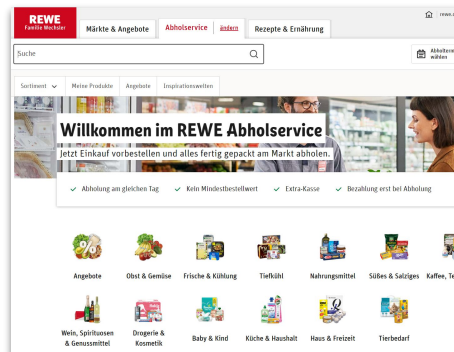 REWE
Familie Wechsler
Märkte & Angebote
Abholservice
ändern
Rezepte & Ernährung
Suche
Abholtermin
wählen
Sortiment
Meine Produkte
Angebote
Inspirationswelten
Willkommen im REWE Abholservice
Jetzt Einkauf vorbestellen und alles fertig gepackt am Markt abholen.
Abholung am gleichen Tag
Kein Mindestbestellwert
Extra-Kasse
Bezahlung erst bei Abholung
Angebote
Obst & Gemüse
Frische & Kühlung
Tiefkühl
Nahrungsmittel
Süßes & Salziges
Kaffee, Te
Wein, Spirituosen
& Genussmittel
Drogerie &
Kosmetik
Baby & Kind
Küche & Haushalt
Haus & Freizeit
Tierbedarf